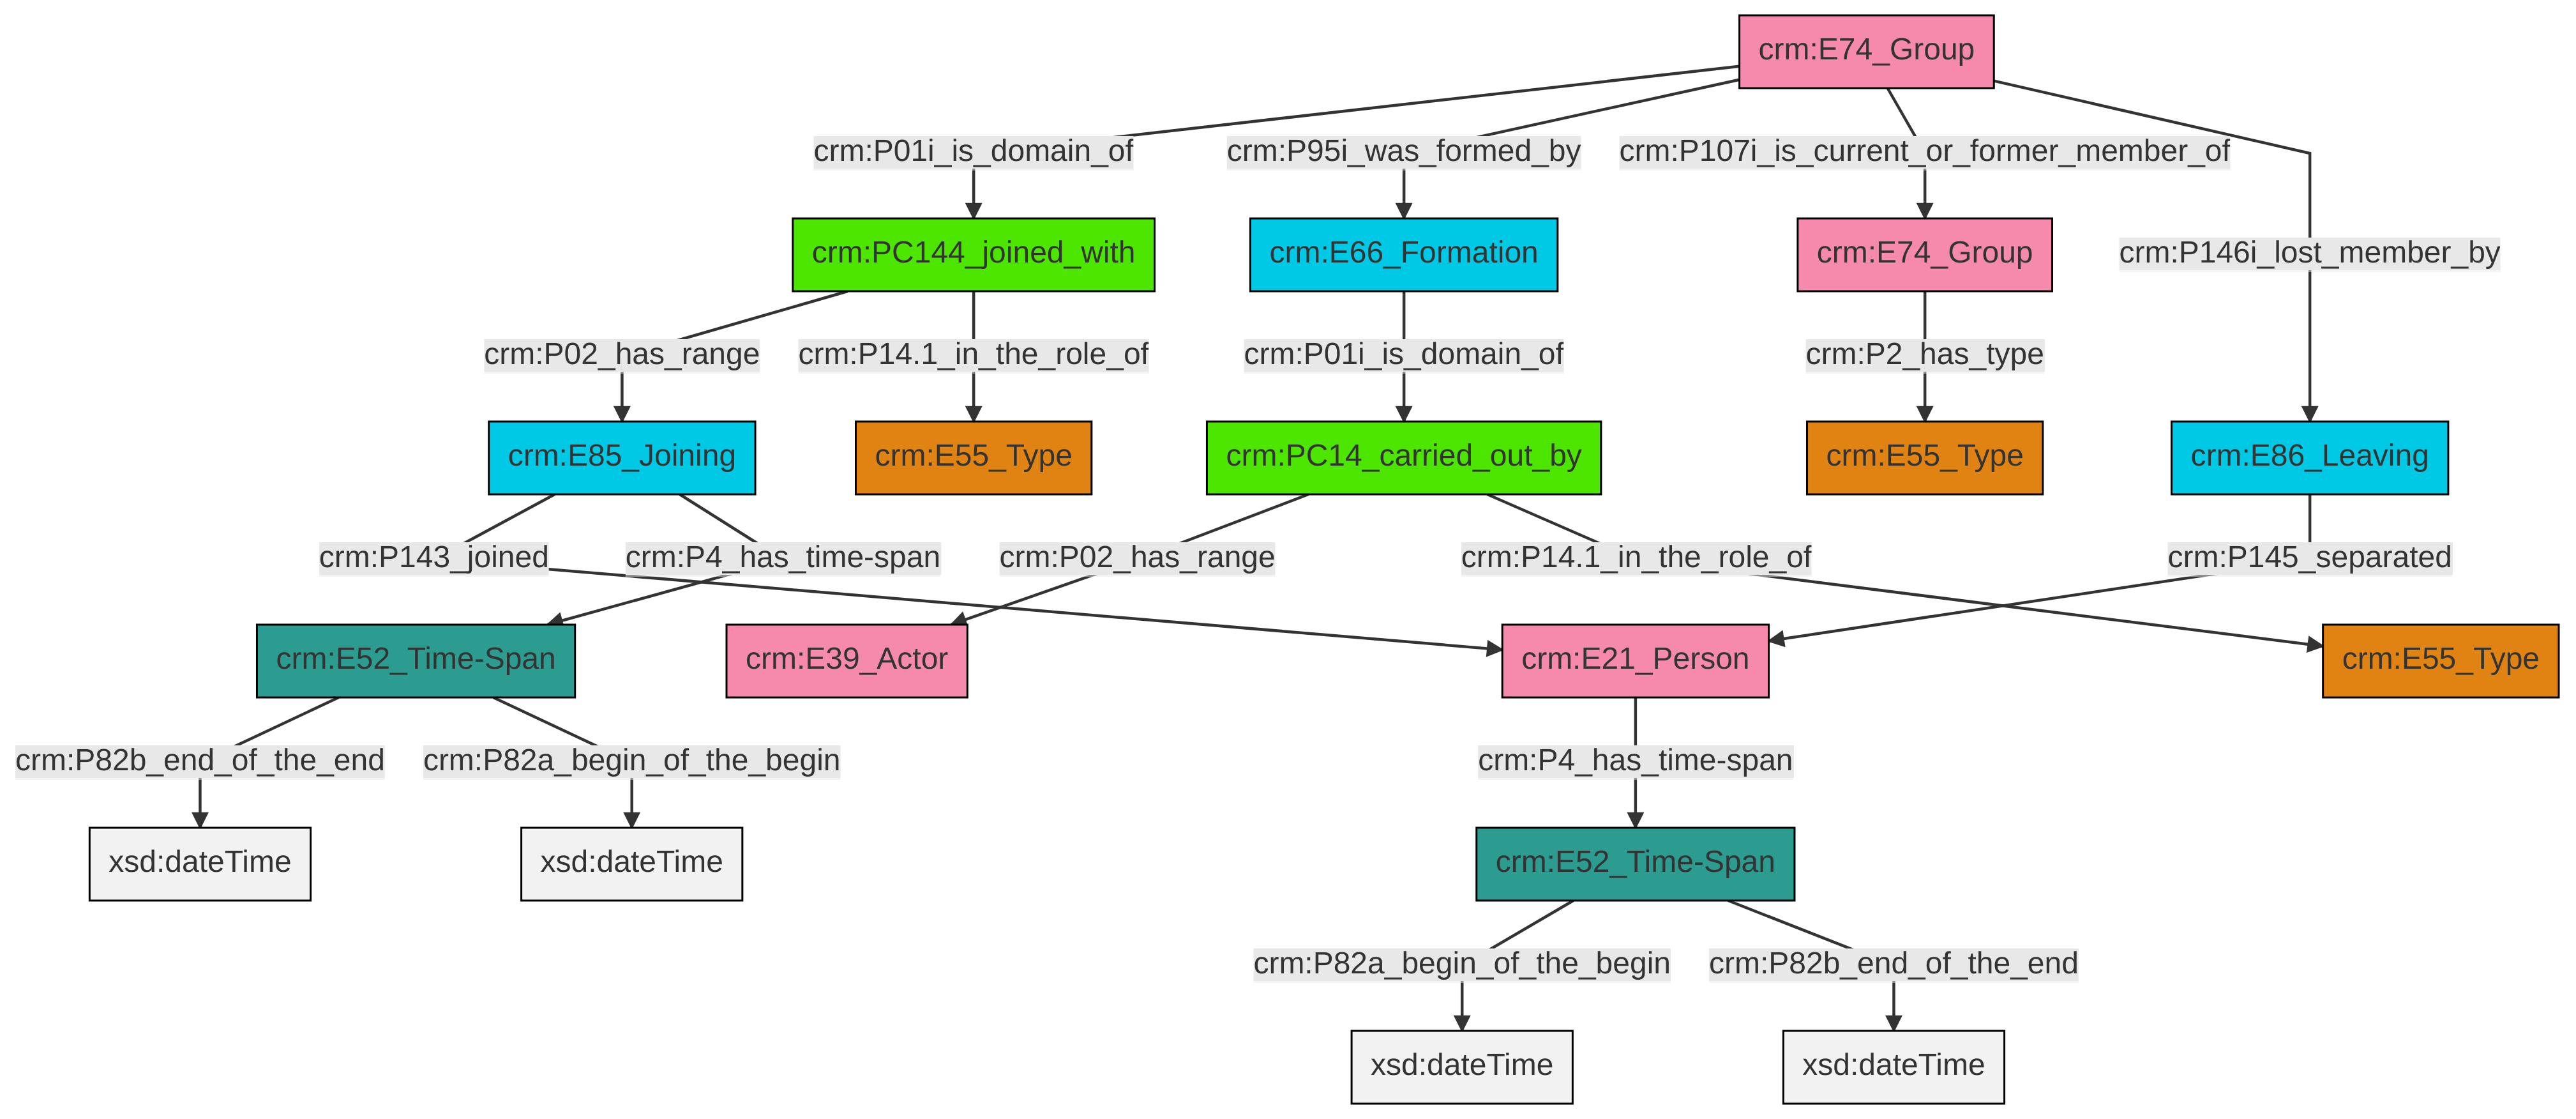 crm:E74_Group
crm:P01i_is_domain_of
crm:P95i_was_formed_by
crm:P107i_is_current_or_former_member_of
crm:PC144_joined_with
crm:E66_Formation
crm:E74_Group
crm:P146i_lost_member_by
crm:P02_has_range
crm:P14.1_in_the_role_of
crm:P01i_is_domain_of
crm:P2_has_type
crm:E85_Joining
crm:E55_Type
crm:PC14_carried_out_by
crm:E55_Type
crm:E86_Leaving
crm:P143_joined
crm:P4_has_time-span
crm:P02_has_range
crm:P14.1_in_the_role_of
crm:P145_separated
crm:E52_Time-Span
crm:E39_Actor
crm:E21_Person
crm:E55_Type
crm:P82b_end_of_the_end
crm:P82a_begin_of_the_begin
crm:P4_has_time-span
xsd:dateTime
xsd:dateTime
crm:E52_Time-Span
crm:P82a_begin_of_the_begin
crm:P82b_end_of_the_end
xsd:dateTime
xsd:dateTime